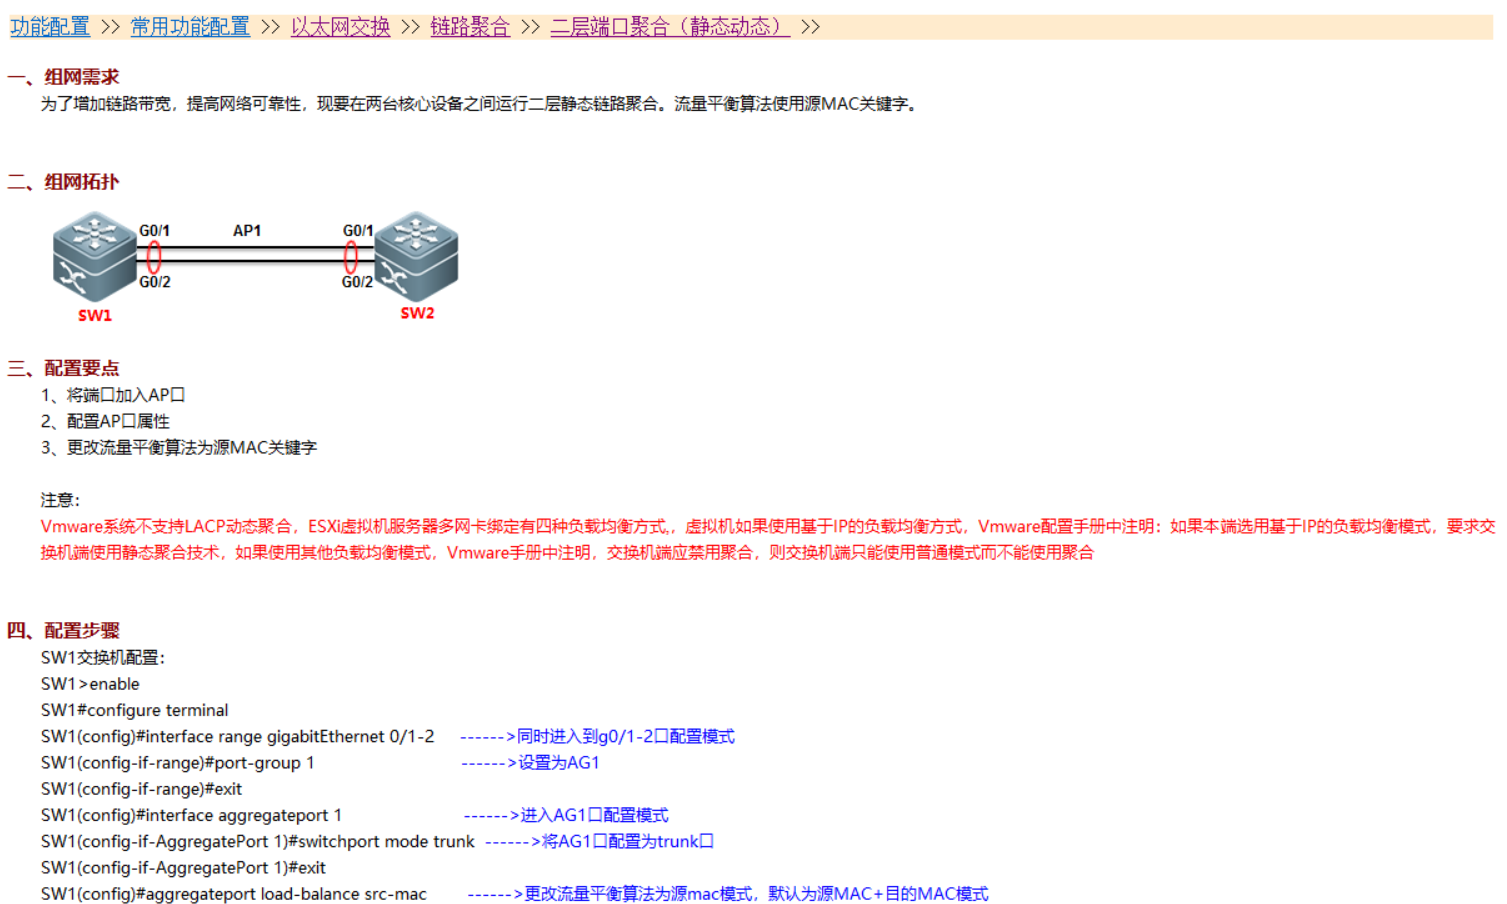 功能配置 >> 常用功能配置 >> 以太网交换 >> 链路聚合 >> 二层端口聚合（静态动态） >>
一、组网需求
为了增加链路带宽，提高网络可靠性，现要在两台核心设备之间运行二层静态链路聚合。流量平衡算法使用源MAC关键字。
二、组网拓扑
G0/1 AP1 G0/1
G0/2 G0/2
SW1 SW2
三、配置要点
1、将端口加入AP口
2、配置AP口属性
3、更改流量平衡算法为源MAC关键字
注意：
Vmware系统不支持LACP动态聚合，ESXi虚拟机服务器多网卡绑定有四种负载均衡方式,，虚拟机如果使用基于IP的负载均衡方式，Vmware配置手册中注明：如果本端选用基于IP的负载均衡模式，要求交
换机端使用静态聚合技术，如果使用其他负载均衡模式，Vmware手册中注明，交换机端应禁用聚合，则交换机端只能使用普通模式而不能使用聚合
四、配置步骤
SW1交换机配置：
SW1>enable
SW1#configure terminal
SW1(config)#interface range gigabitEthernet 0/1-2 ------>同时进入到g0/1-2口配置模式
SW1(config-if-range)#port-group 1 ------>设置为AG1
SW1(config-if-range)#exit
SW1(config)#interface aggregateport 1 ------>进入AG1口配置模式
SW1(config-if-AggregatePort 1)#switchport mode trunk ------>将AG1口配置为trunk口
SW1(config-if-AggregatePort 1)#exit
SW1(config)#aggregateport load-balance src-mac ------>更改流量平衡算法为源mac模式，默认为源MAC+目的MAC模式